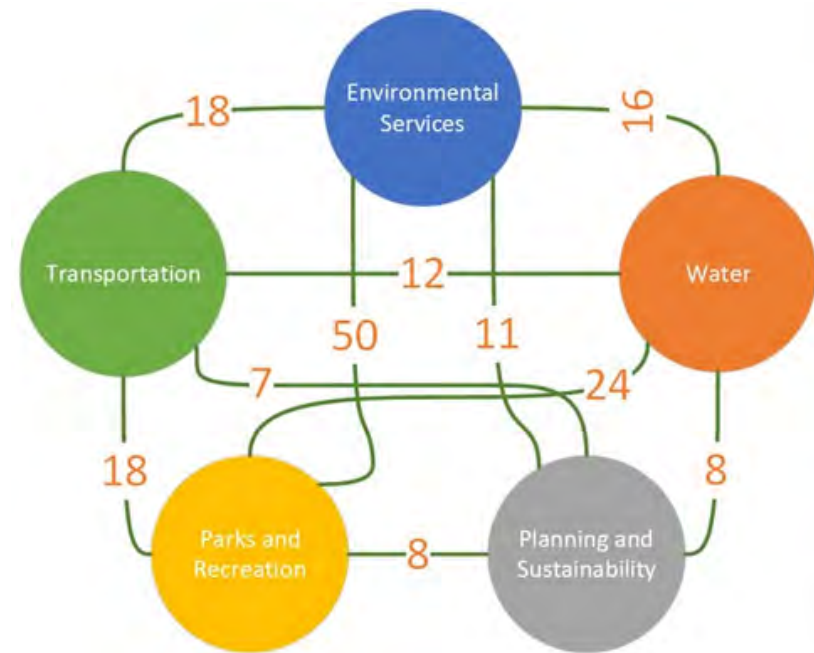 Environmental
Services
18
16
Transportation
12
Water
50
11
7
24
18
8
Parks and
Recreation
8
Planning and
Sustainability